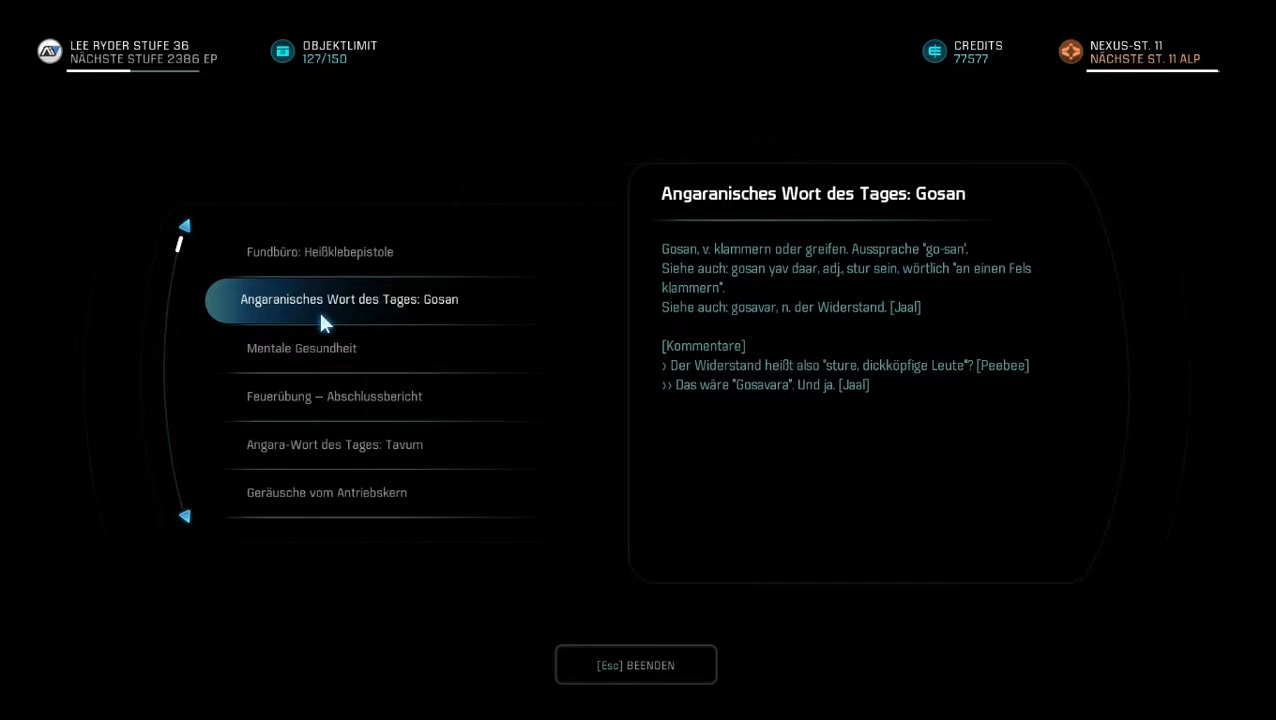 LEE RYDER STUFE 36
NÄCHSTE STUFE 2386 EP
OBJEKTLIMIT
127/150
CREDITS
77577
NEXUS-ST. 11
NÄCHSTE ST. 11 ALP
Fundbüro: Heißklebepistole
Angaranisches Wort des Tages: Gosan
Mentale Gesundheit
Feuerübung – Abschlussbericht
Angara-Wort des Tages: Tavum
Geräusche vom Antriebskern
Angaranisches Wort des Tages: Gosan
Gosan, v. klammern oder greifen. Aussprache "go-san'.
Siehe auch: gosan yav daar, adj., stur sein, wörtlich "an einen Fels
klammern".
Siehe auch: gosavar, n. der Widerstand. [Jaal]
[Kommentare]
> Der Widerstand heißt also "sture, dickköpfige Leute"? [Peebee]
>> Das wäre "Gosavara". Und ja. [Jaal]
[Esc] BEENDEN